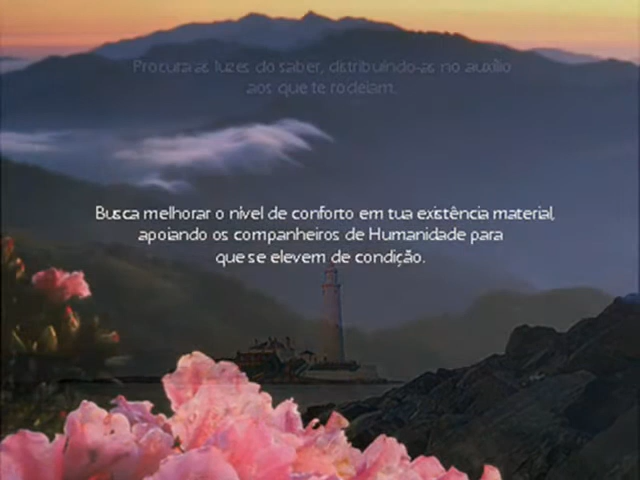 Procura as luzes do saber, distribuindo-as no auxílio
aos que te rodeiam.
Busca melhorar o nível de conforto em tua existência material,
apoiando os companheiros de Humanidade para
que se elevem de condição.